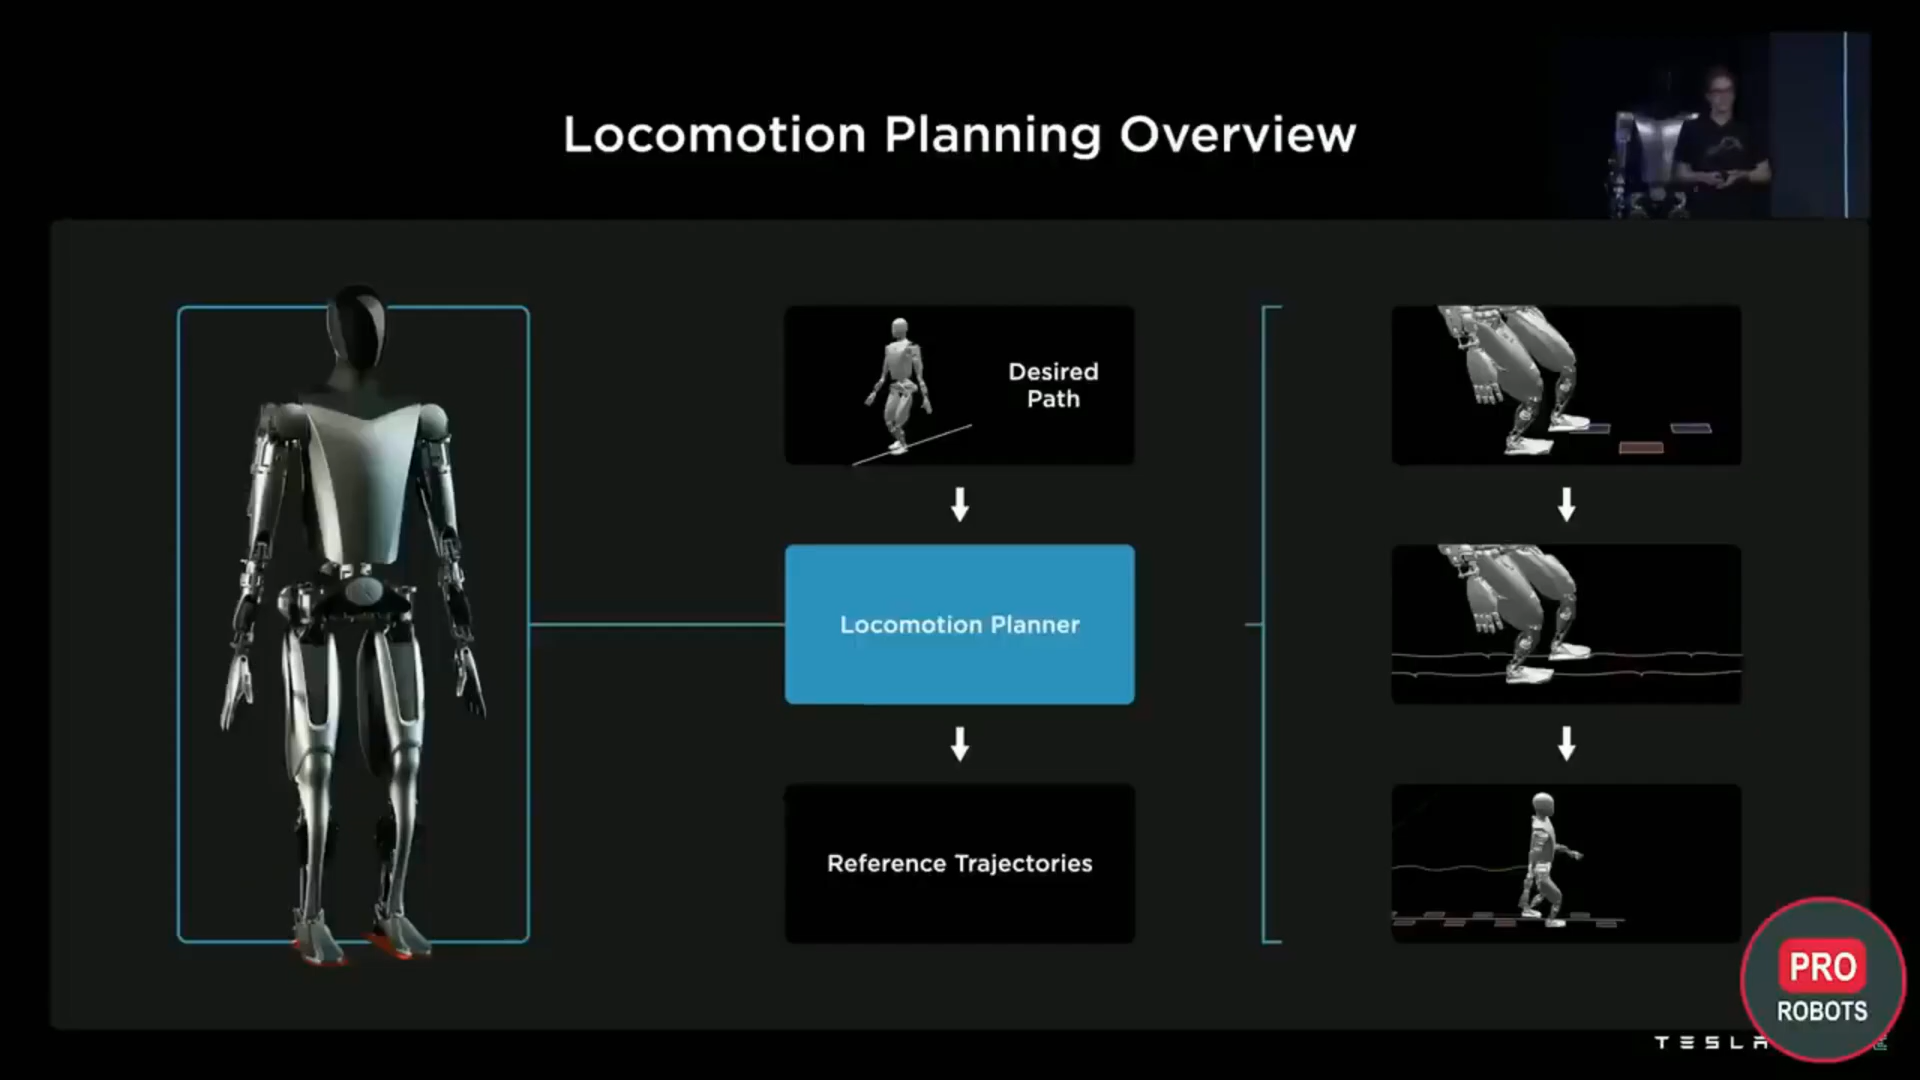 Locomotion Planning Overview
Desired
Path
Locomotion Planner
Reference Trajectories
PRO
ROBOTS
TESLA